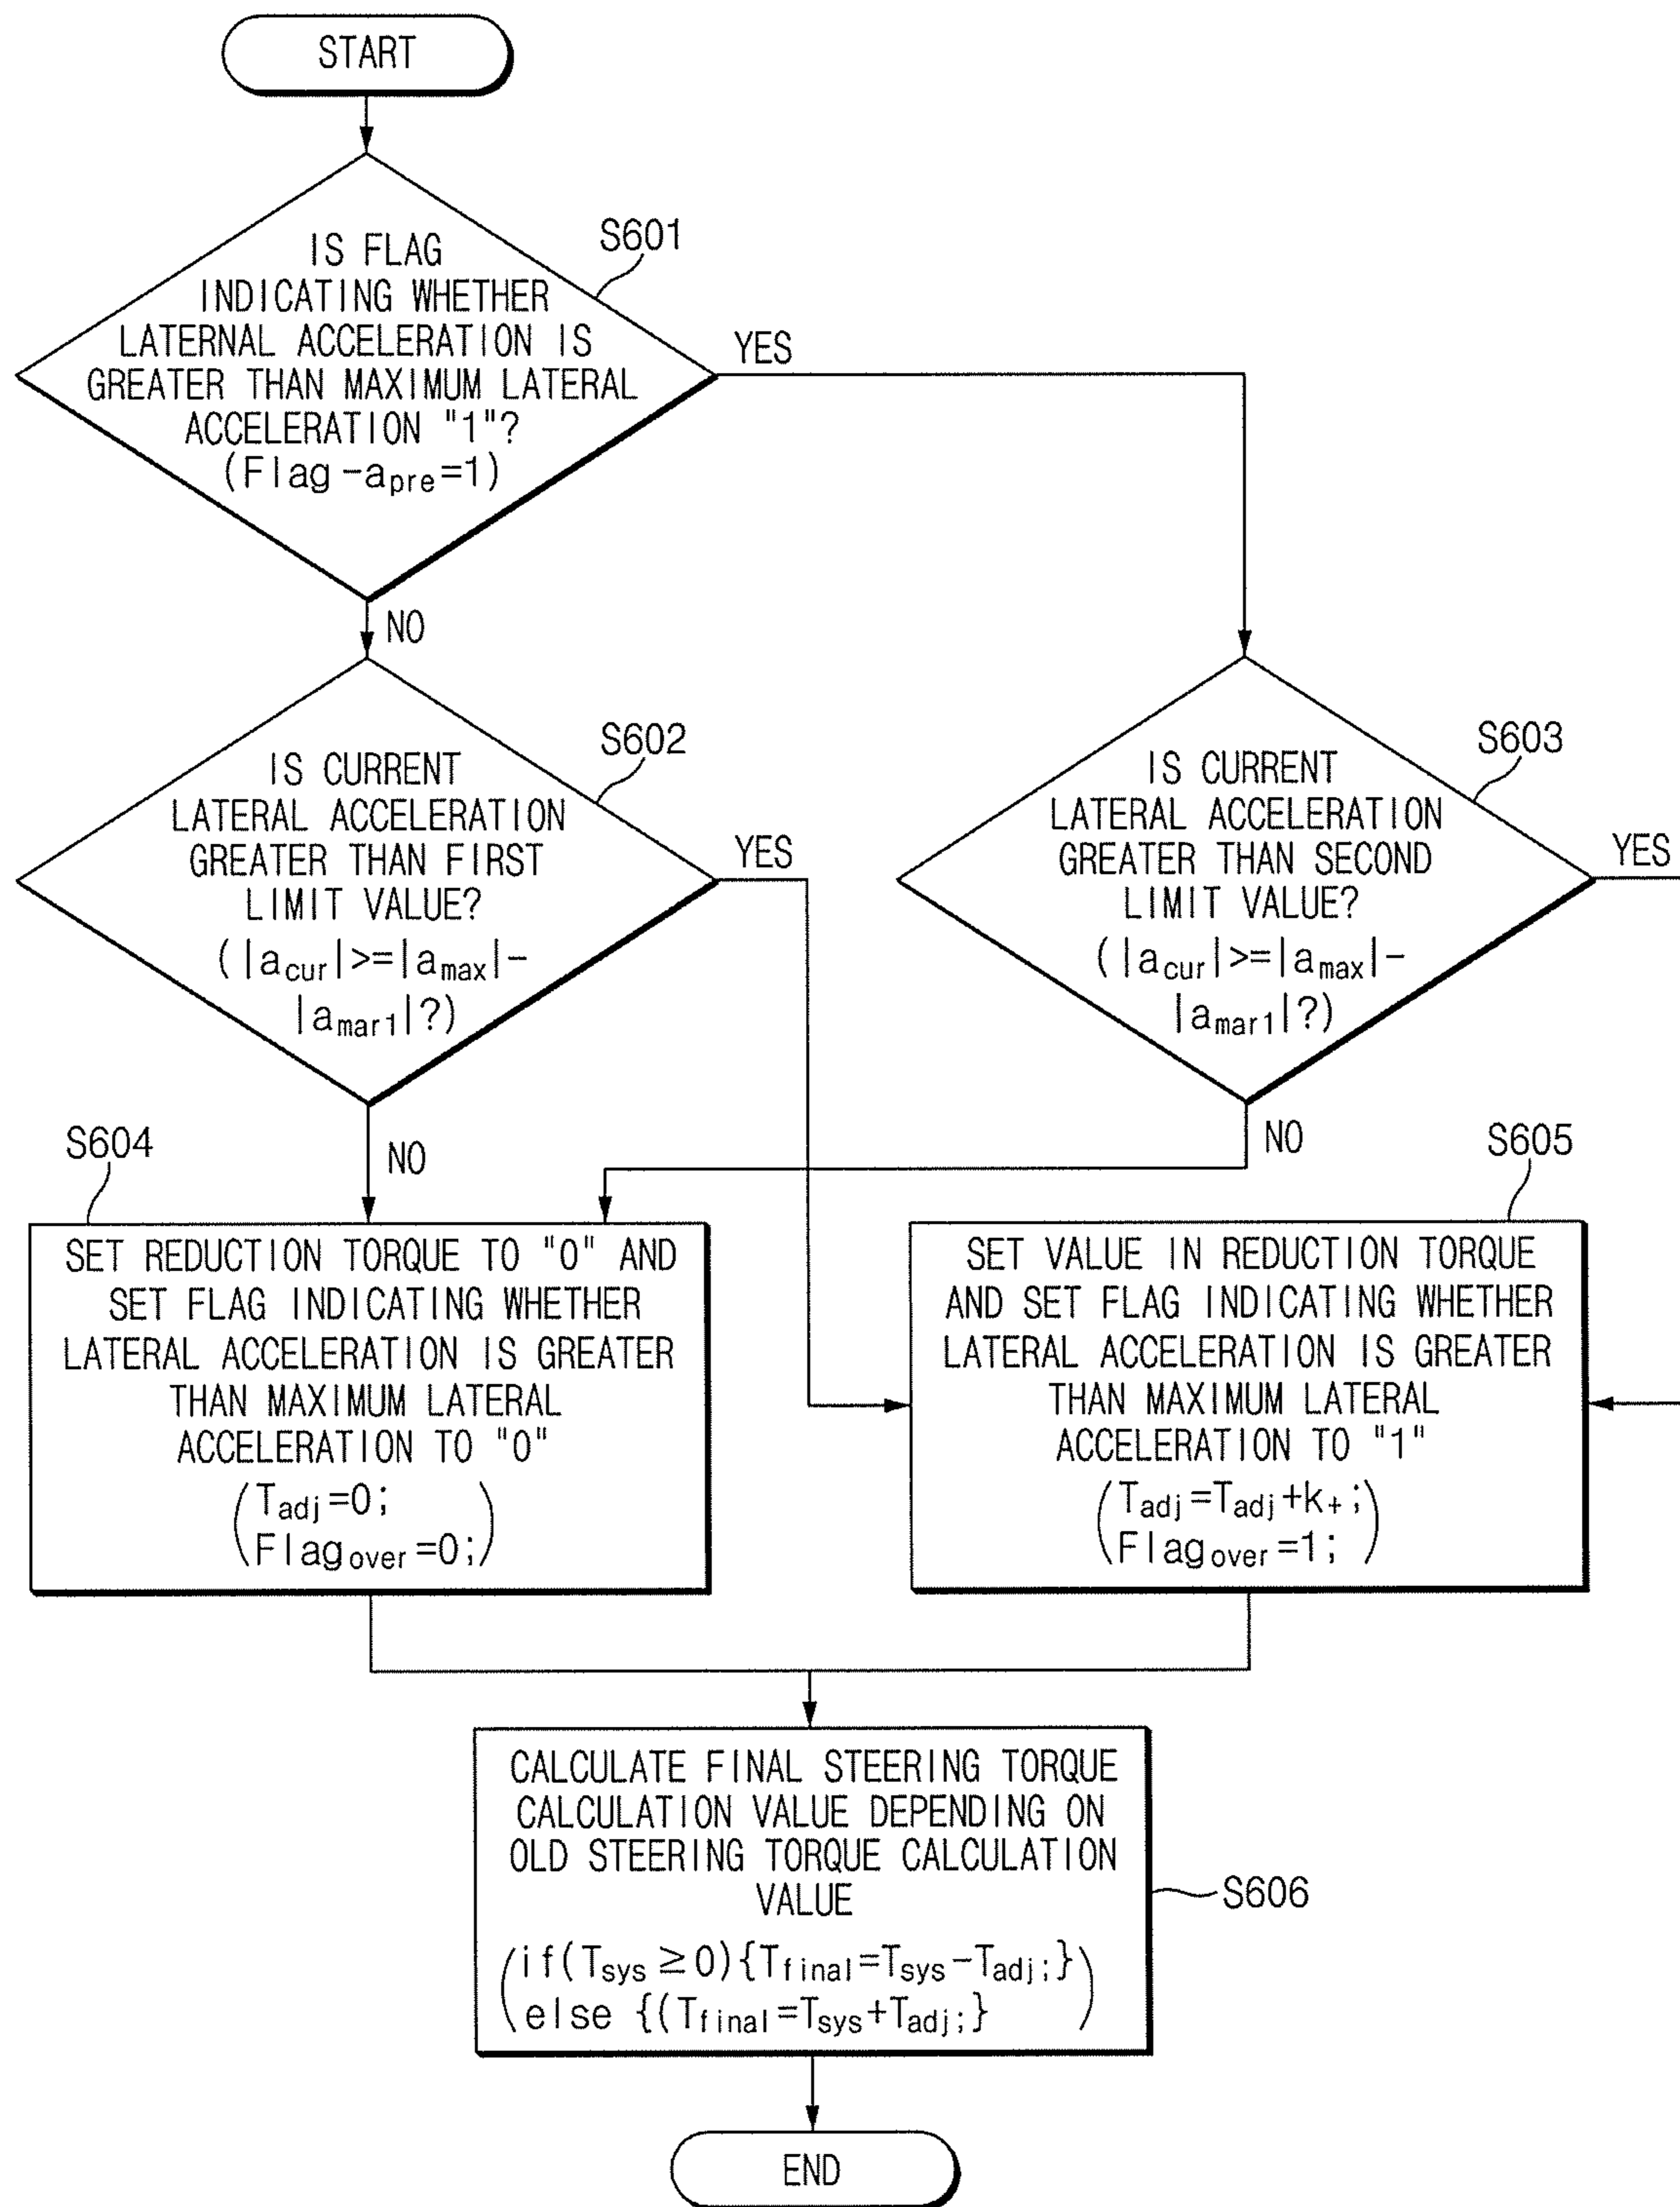 START
IS FLAG
INDICATING WHETHER
LATERNAL ACCELERATION IS
GREATER THAN MAXIMUM LATERAL
ACCELERATION "1"?
(Flag-apre=1)
S601
YES
NO
IS CURRENT
LATERAL ACCELERATION
GREATER THAN FIRST
LIMIT VALUE?
(|acur|>=|amax|-
|amar1|?)
S602
YES
NO
IS CURRENT
LATERAL ACCELERATION
GREATER THAN SECOND
LIMIT VALUE?
(|acur|>=|amax|-
|amar1|?)
S603
YES
NO
S604
SET REDUCTION TORQUE TO "0" AND
SET FLAG INDICATING WHETHER
LATERAL ACCELERATION IS GREATER
THAN MAXIMUM LATERAL
ACCELERATION TO "0"
(Tadj=0;
Flagover=0;)
S605
SET VALUE IN REDUCTION TORQUE
AND SET FLAG INDICATING WHETHER
LATERAL ACCELERATION IS GREATER
THAN MAXIMUM LATERAL
ACCELERATION TO "1"
(Tadj=Tadj+k+;
Flagover=1;)
CALCULATE FINAL STEERING TORQUE
CALCULATION VALUE DEPENDING ON
OLD STEERING TORQUE CALCULATION
VALUE
(if(Tsys≥0){Tfinal=Tsys-Tadj;}
else {(Tfinal=Tsys+Tadj;})
S606
END